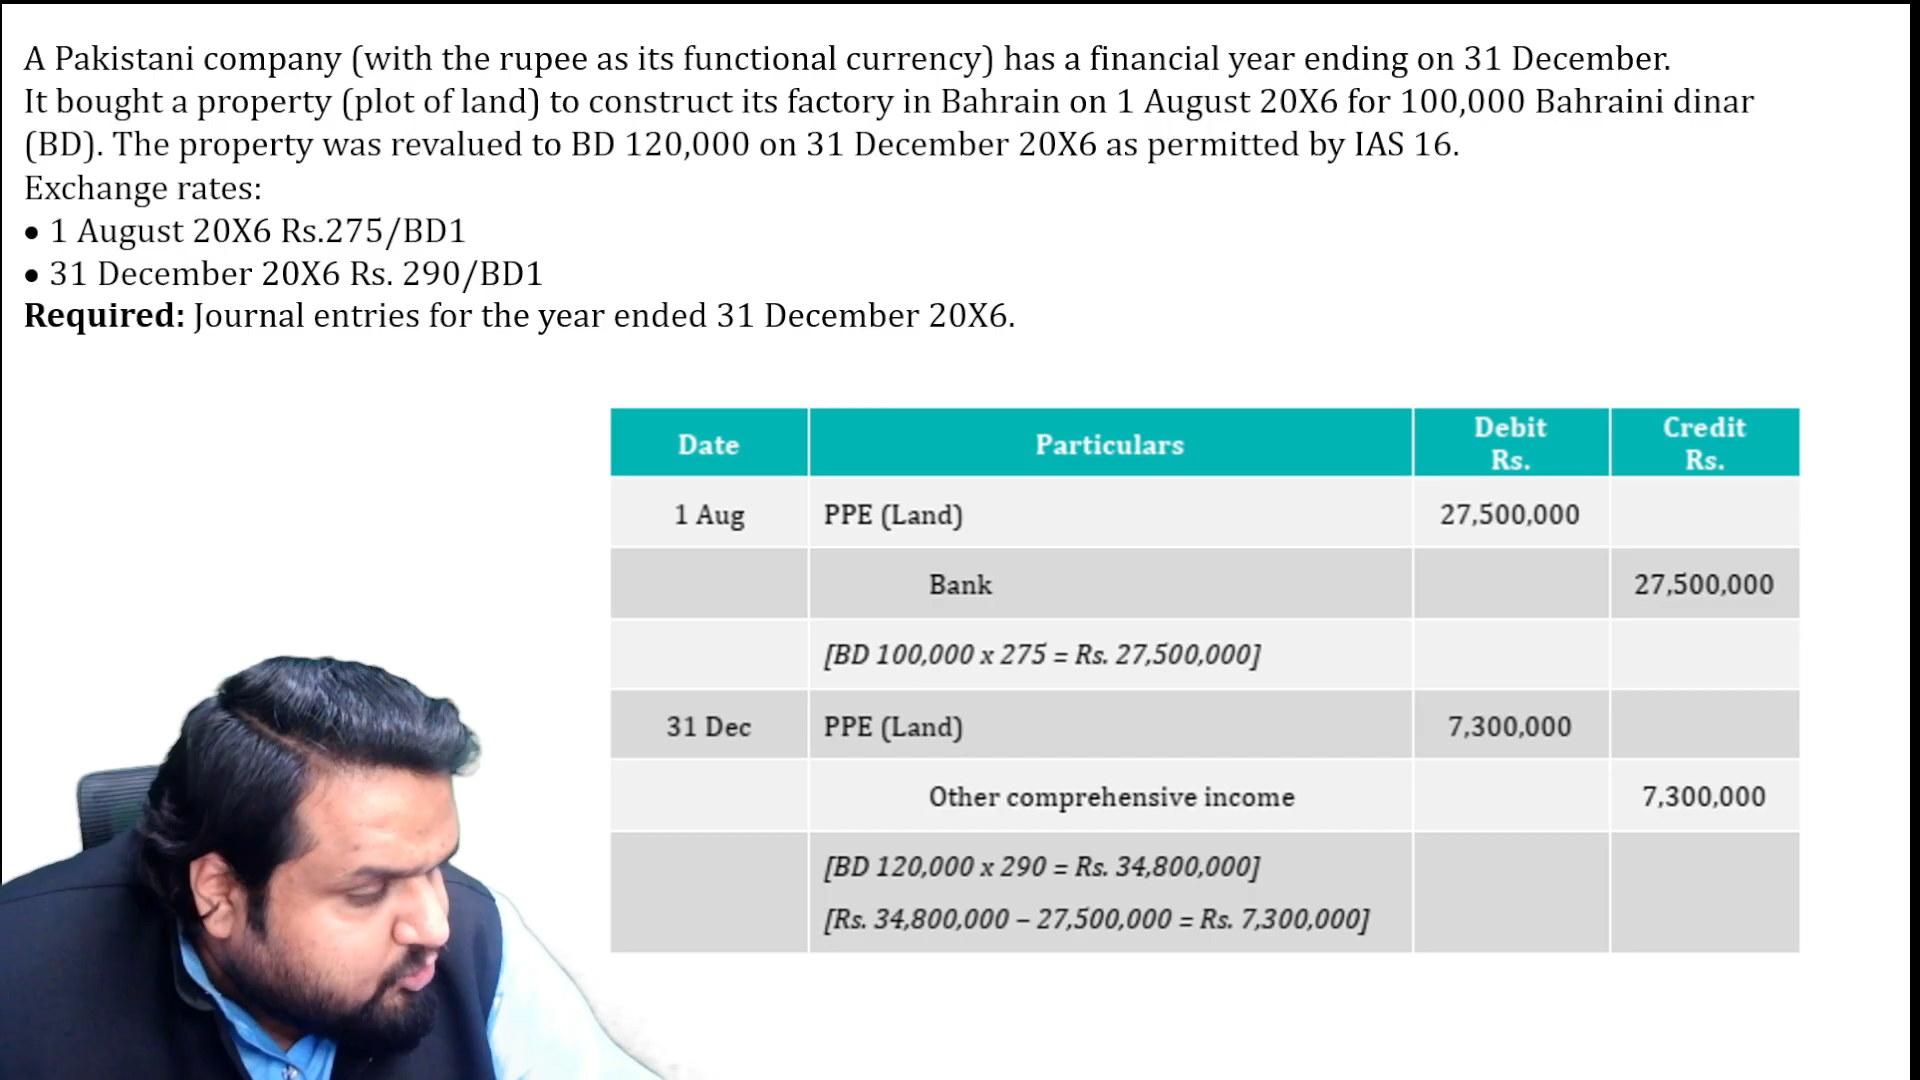 A Pakistani company (with the rupee as its functional currency) has a financial year ending on 31 December.
It bought a property (plot of land) to construct its factory in Bahrain on 1 August 20X6 for 100,000 Bahraini dinar
(BD). The property was revalued to BD 120,000 on 31 December 20X6 as permitted by IAS 16.
Exchange rates:
• 1 August 20X6 Rs.275/BD1
• 31 December 20X6 Rs. 290/BD1
Required: Journal entries for the year ended 31 December 20X6.
Date Particulars Debit Rs. Credit Rs.
1 Aug PPE (Land) 27,500,000
Bank 27,500,000
[BD 100,000 x 275 = Rs. 27,500,000]
31 Dec PPE (Land) 7,300,000
Other comprehensive income 7,300,000
[BD 120,000 x 290 = Rs. 34,800,000]
[Rs. 34,800,000 – 27,500,000 = Rs. 7,300,000]